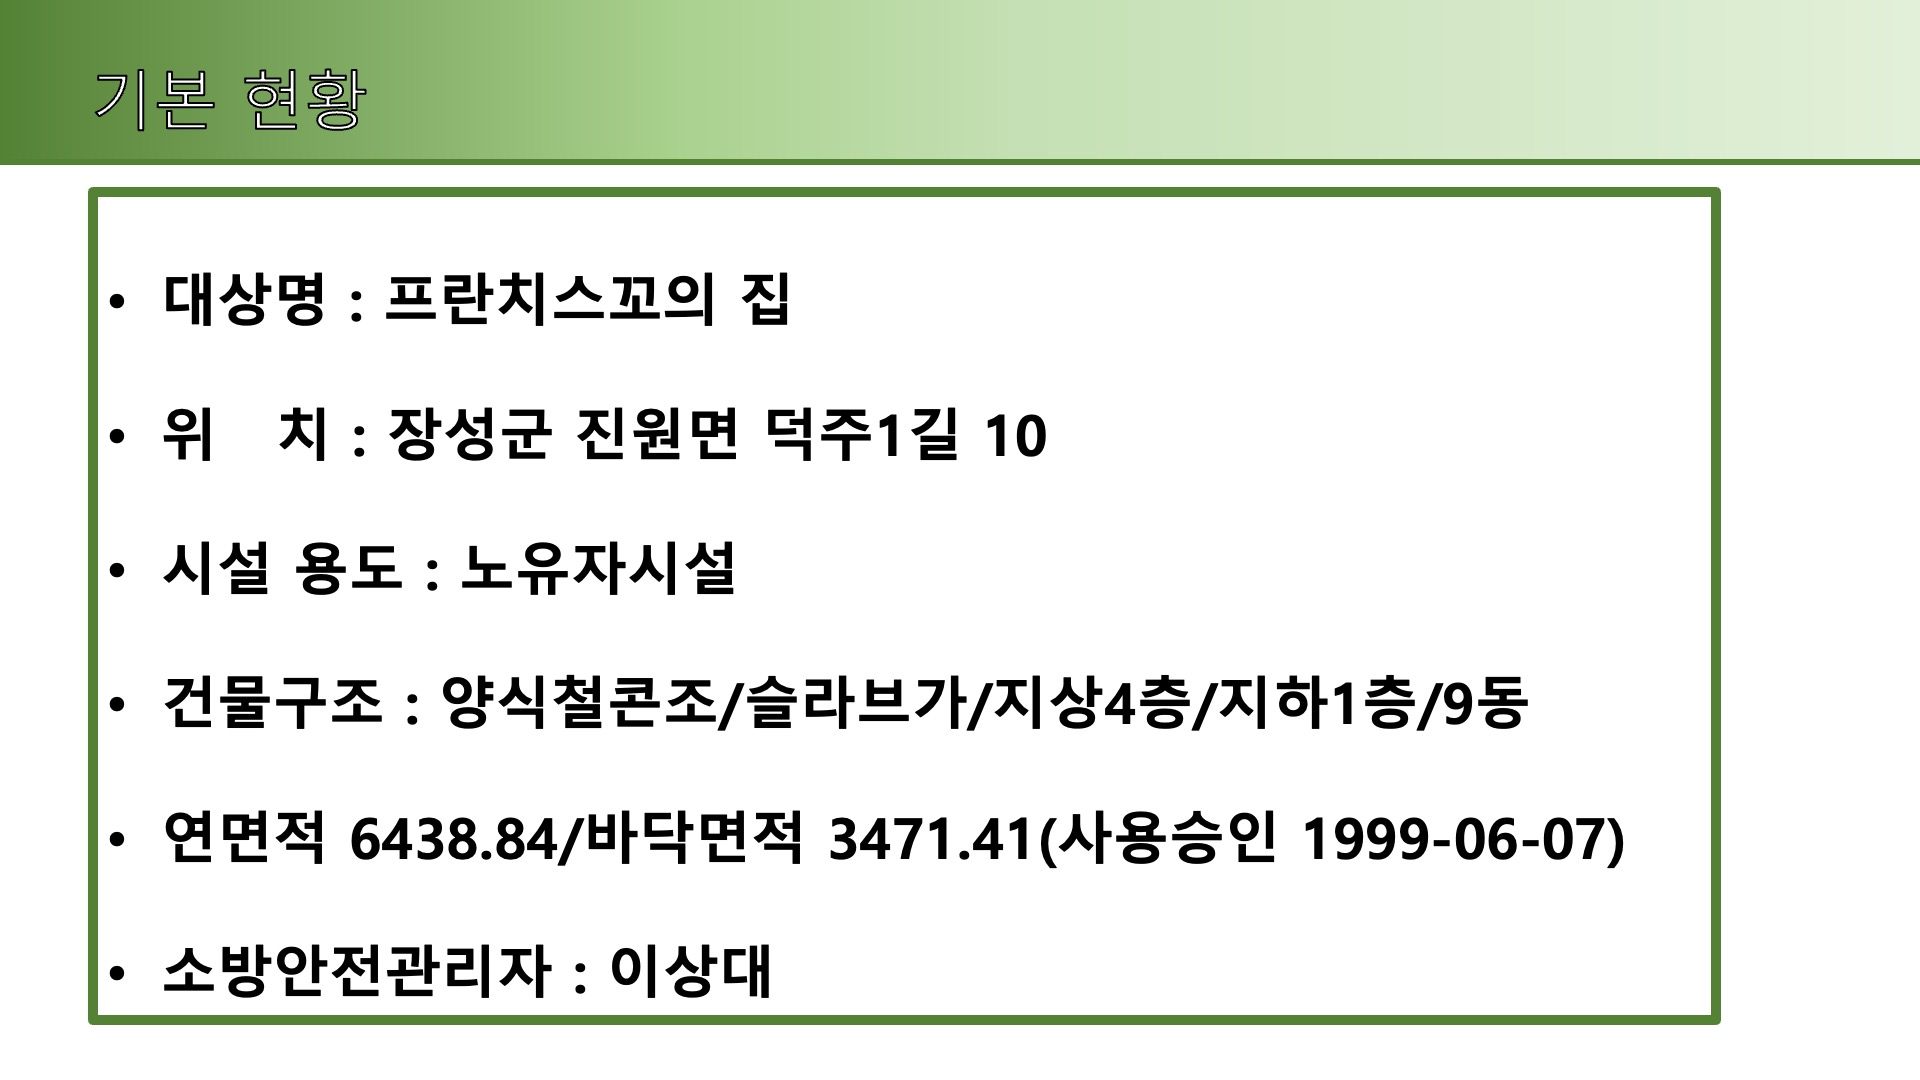 기본 현황
• 대상명 : 프란치스꼬의 집
• 위 치 : 장성군 진원면 덕주1길 10
• 시설 용도 : 노유자시설
• 건물구조 : 양식철콘조/슬라브가/지상4층/지하1층/9동
• 연면적 6438.84/바닥면적 3471.41(사용승인 1999-06-07)
• 소방안전관리자 : 이상대